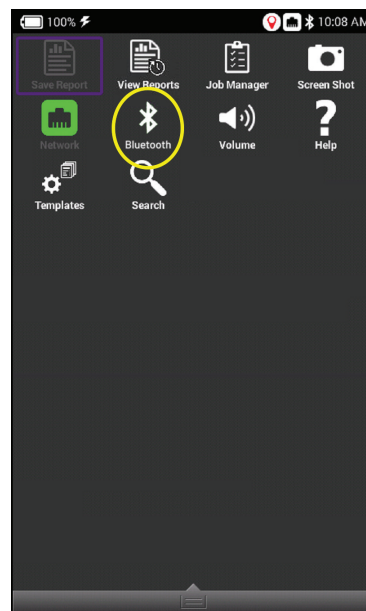 100% 10:08 AM
Save Report View Reports Job Manager Screen Shot
Network Bluetooth Volume Help
Templates Search